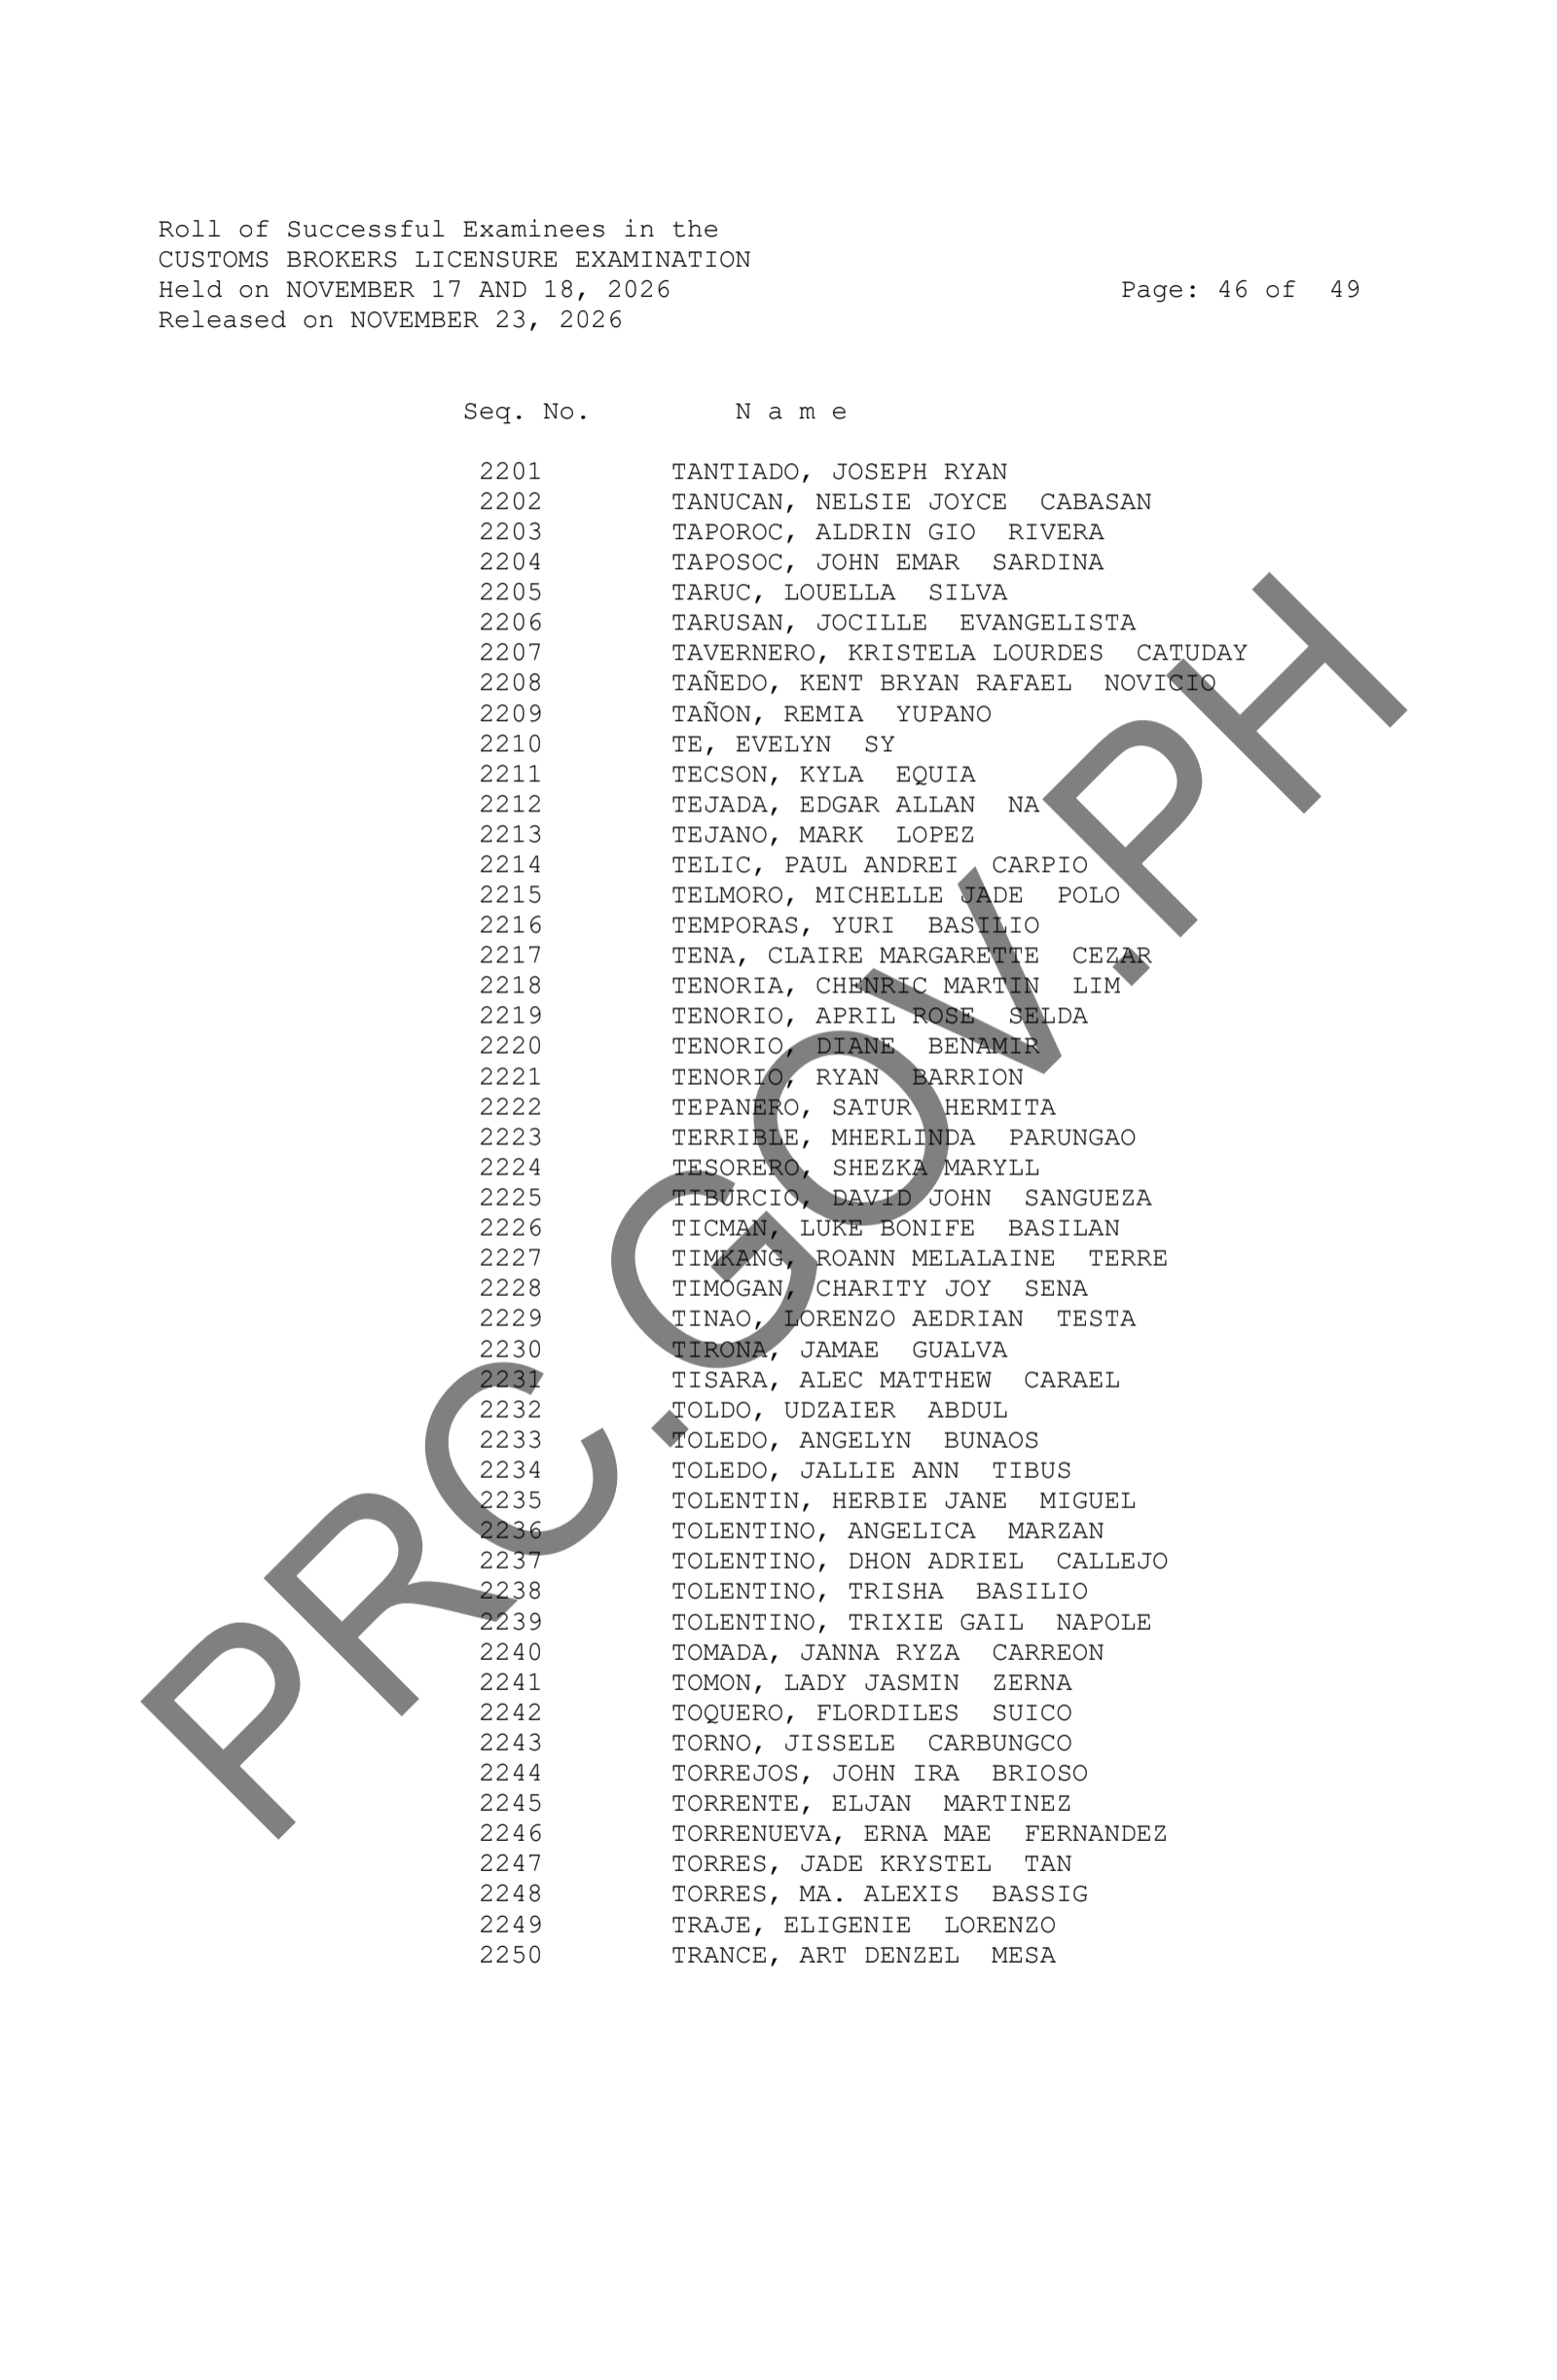 Roll of Successful Examinees in the
CUSTOMS BROKERS LICENSURE EXAMINATION
Held on NOVEMBER 17 AND 18, 2026 Page: 46 of 49
Released on NOVEMBER 23, 2026
Seq. No. N a m e
2201 TANTIADO, JOSEPH RYAN
2202 TANUCAN, NELSIE JOYCE CABASAN
2203 TAPOROC, ALDRIN GIO RIVERA
2204 TAPOSOC, JOHN EMAR SARDINA
2205 TARUC, LOUELLA SILVA
2206 TARUSAN, JOCILLE EVANGELISTA
2207 TAVERNERO, KRISTELA LOURDES CATUDAY
2208 TAÑEDO, KENT BRYAN RAFAEL NOVICIO
2209 TAÑON, REMIA YUPANO
2210 TE, EVELYN SY
2211 TECSON, KYLA EQUIA
2212 TEJADA, EDGAR ALLAN NA
2213 TEJANO, MARK LOPEZ
2214 TELIC, PAUL ANDREI CARPIO
2215 TELMORO, MICHELLE JADE POLO
2216 TEMPORAS, YURI BASILIO
2217 TENA, CLAIRE MARGARETTE CEZAR
2218 TENORIA, CHENRIC MARTIN LIM
2219 TENORIO, APRIL ROSE SELDA
2220 TENORIO, DIANE BENAMIR
2221 TENORIO, RYAN BARRION
2222 TEPANERO, SATUR HERMITA
2223 TERRIBLE, MHERLINDA PARUNGAO
2224 TESORERO, SHEZKA MARYLL
2225 TIBURCIO, DAVID JOHN SANGUEZA
2226 TICMAN, LUKE BONIFE BASILAN
2227 TIMKANG, ROANN MELALAINE TERRE
2228 TIMOGAN, CHARITY JOY SENA
2229 TINAO, LORENZO AEDRIAN TESTA
2230 TIRONA, JAMAE GUALVA
2231 TISARA, ALEC MATTHEW CARAEL
2232 TOLDO, UDZAIER ABDUL
2233 TOLEDO, ANGELYN BUNAOS
2234 TOLEDO, JALLIE ANN TIBUS
2235 TOLENTIN, HERBIE JANE MIGUEL
2236 TOLENTINO, ANGELICA MARZAN
2237 TOLENTINO, DHON ADRIEL CALLEJO
2238 TOLENTINO, TRISHA BASILIO
2239 TOLENTINO, TRIXIE GAIL NAPOLE
2240 TOMADA, JANNA RYZA CARREON
2241 TOMON, LADY JASMIN ZERNA
2242 TOQUERO, FLORDILES SUICO
2243 TORNO, JISSELE CARBUNGCO
2244 TORREJOS, JOHN IRA BRIOSO
2245 TORRENTE, ELJAN MARTINEZ
2246 TORRENUEVA, ERNA MAE FERNANDEZ
2247 TORRES, JADE KRYSTEL TAN
2248 TORRES, MA. ALEXIS BASSIG
2249 TRAJE, ELIGENIE LORENZO
2250 TRANCE, ART DENZEL MESA
PRC.GOV.PH